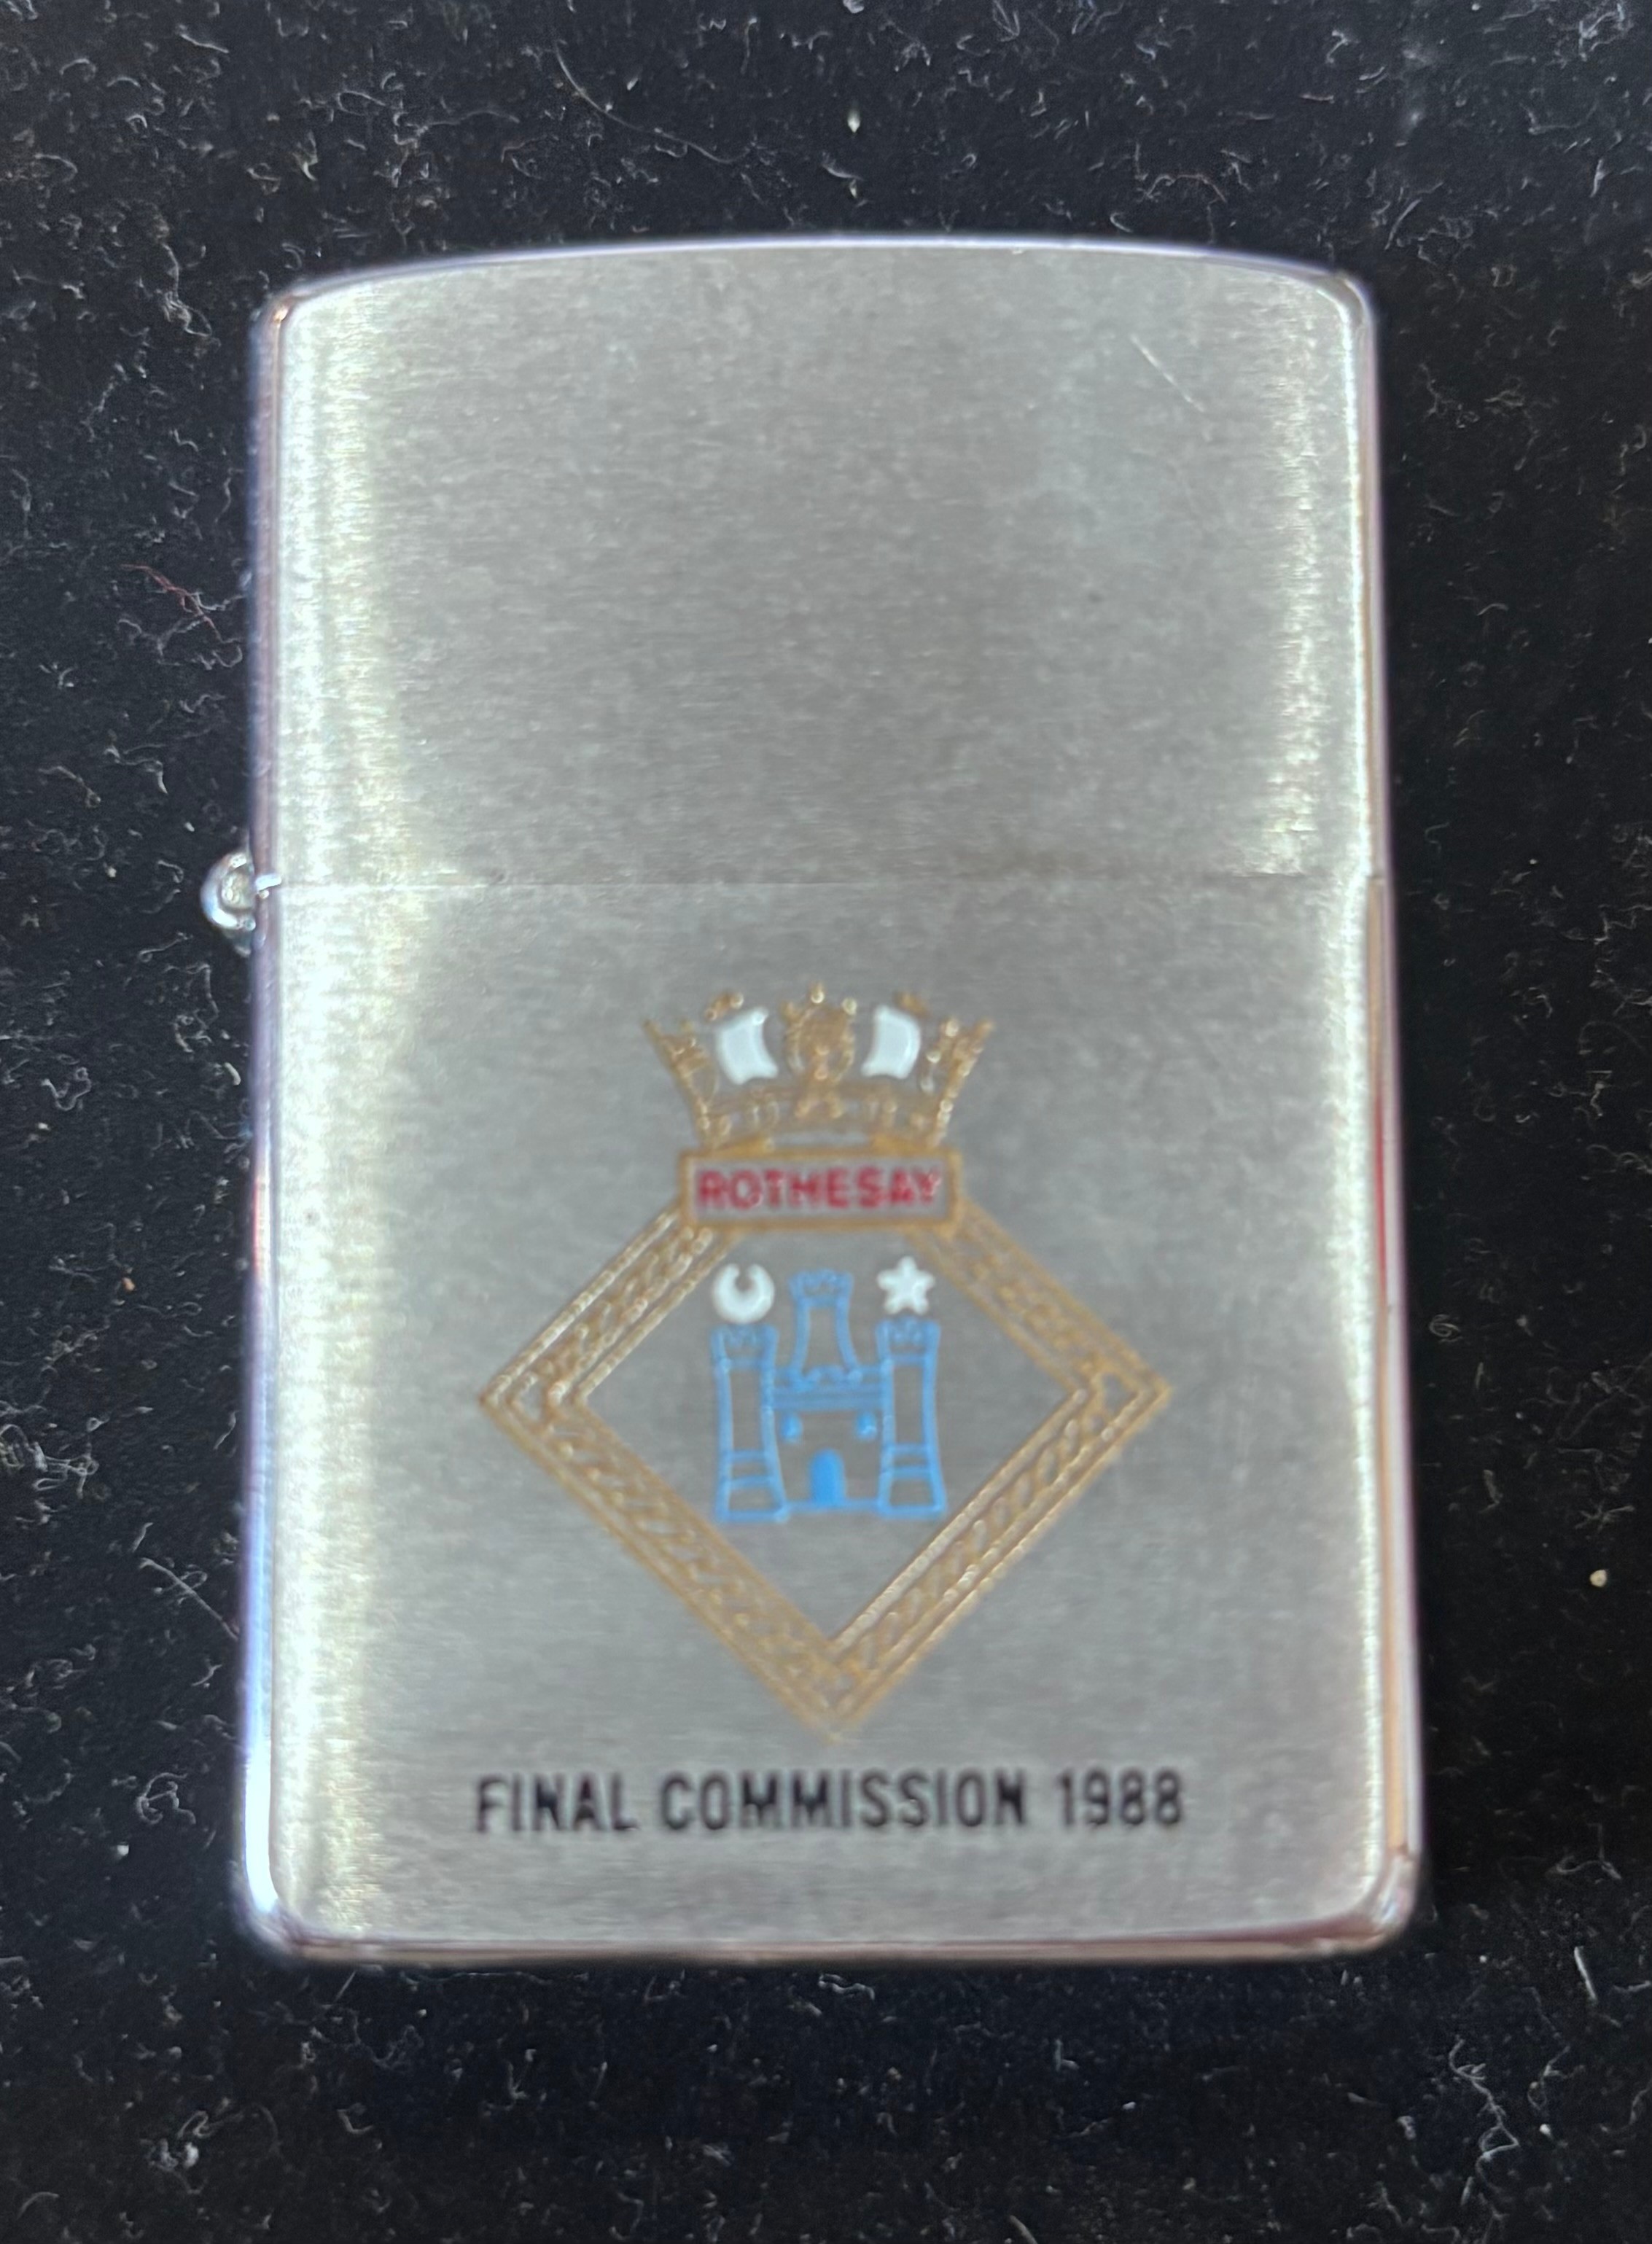 ROTHESAY
FINAL COMMISSION 1988